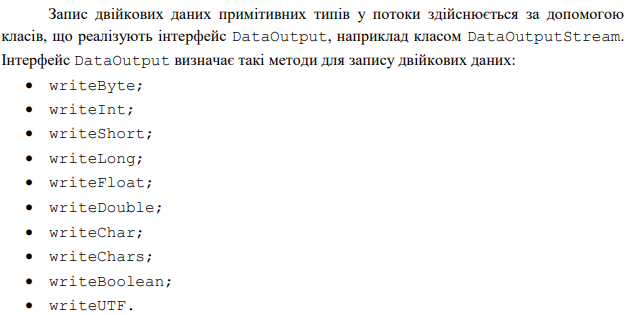 Запис двійкових даних примітивних типів у потоки здійснюється за допомогою
класів, що реалізують інтерфейс DataOutput, наприклад класом DataOutputStream.
Інтерфейс DataOutput визначає такі методи для запису двійкових даних:
• writeByte;
• writeInt;
• writeShort;
• writeLong;
• writeFloat;
• writeDouble;
• writeChar;
• writeChars;
• writeBoolean;
• writeUTF.